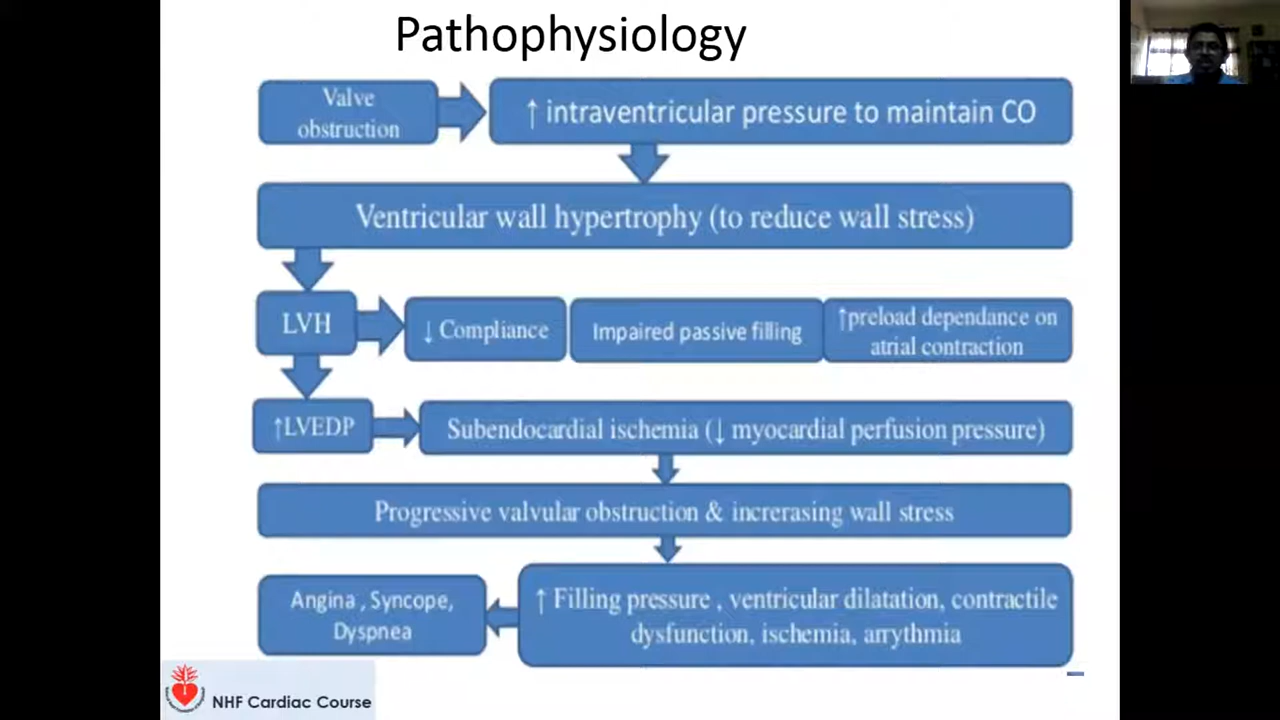 Pathophysiology
Valve
obstruction
↑ intraventricular pressure to maintain CO
Ventricular wall hypertrophy (to reduce wall stress)
LVH
↓ Compliance
Impaired passive filling
↑preload dependance on
atrial contraction
↑LVEDP
Subendocardial ischemia (↓ myocardial perfusion pressure)
Progressive valvular obstruction & increrasing wall stress
Angina , Syncope,
Dyspnea
↑ Filling pressure , ventricular dilatation, contractile
dysfunction, ischemia, arrythmia
NHF Cardiac Course